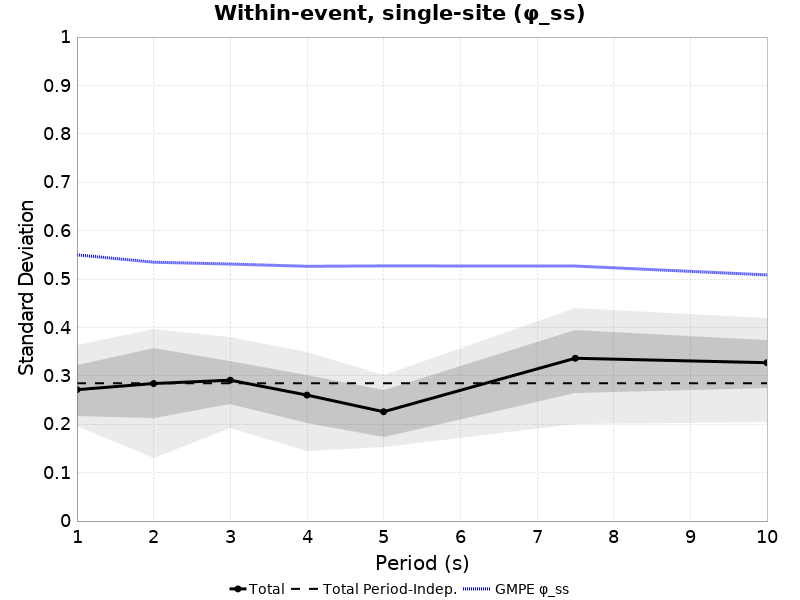 Within-event, single-site (φ_ss)
Standard Deviation
1
0.9
0.8
0.7
0.6
0.5
0.4
0.3
0.2
0.1
0
1 2 3 4 5 6 7 8 9 10
Period (s)
Total Total Period-Indep. GMPE φ_ss